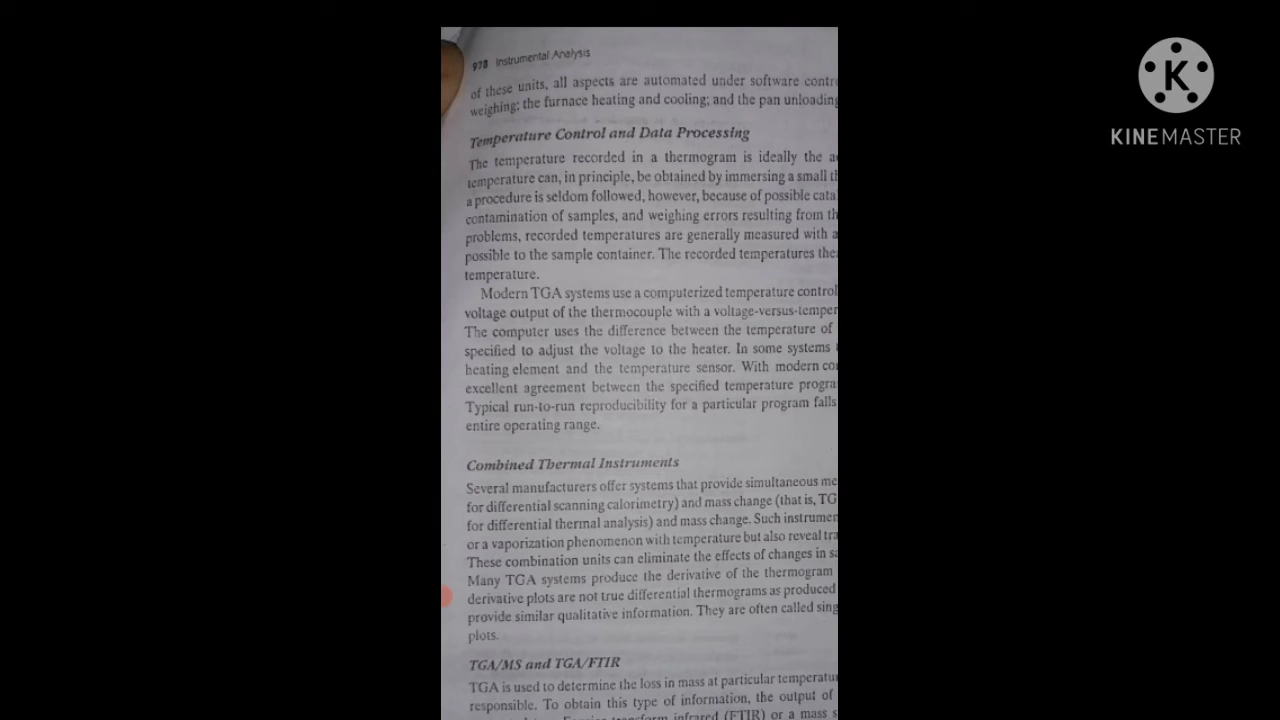 978 Instrumental Analysis
of these units, all aspects are automated under software contr
weighing; the furnace heating and cooling; and the pan unloading
Temperature Control and Data Processing
The temperature recorded in a thermogram is ideally the a
temperature can, in principle, be obtained by immersing a small th
a procedure is seldom followed, however, because of possible cata
contamination of samples, and weighing errors resulting from th
problems, recorded temperatures are generally measured with a
possible to the sample container. The recorded temperatures the
temperature.
Modern TGA systems use a computerized temperature control
voltage output of the thermocouple with a voltage-versus-temper
The computer uses the difference between the temperature of
specified to adjust the voltage to the heater. In some systems
heating element and the temperature sensor. With modern co
excellent agreement between the specified temperature progra
Typical run-to-run reproducibility for a particular program falls
entire operating range.
Combined Thermal Instruments
Several manufacturers offer systems that provide simultaneous me
for differential scanning calorimetry) and mass change (that is, TG
for differential thermal analysis) and mass change. Such instrumen
or a vaporization phenomenon with temperature but also reveal tra
These combination units can eliminate the effects of changes in sa
Many TGA systems produce the derivative of the thermogram
derivative plots are not true differential thermograms as produced
provide similar qualitative information. They are often called sing
plots.
TGA/MS and TGA/FTIR
TGA is used to determine the loss in mass at particular temperatu
responsible. To obtain this type of information, the output of
infrared (FTIR) or a mass s
K
KINEMASTER